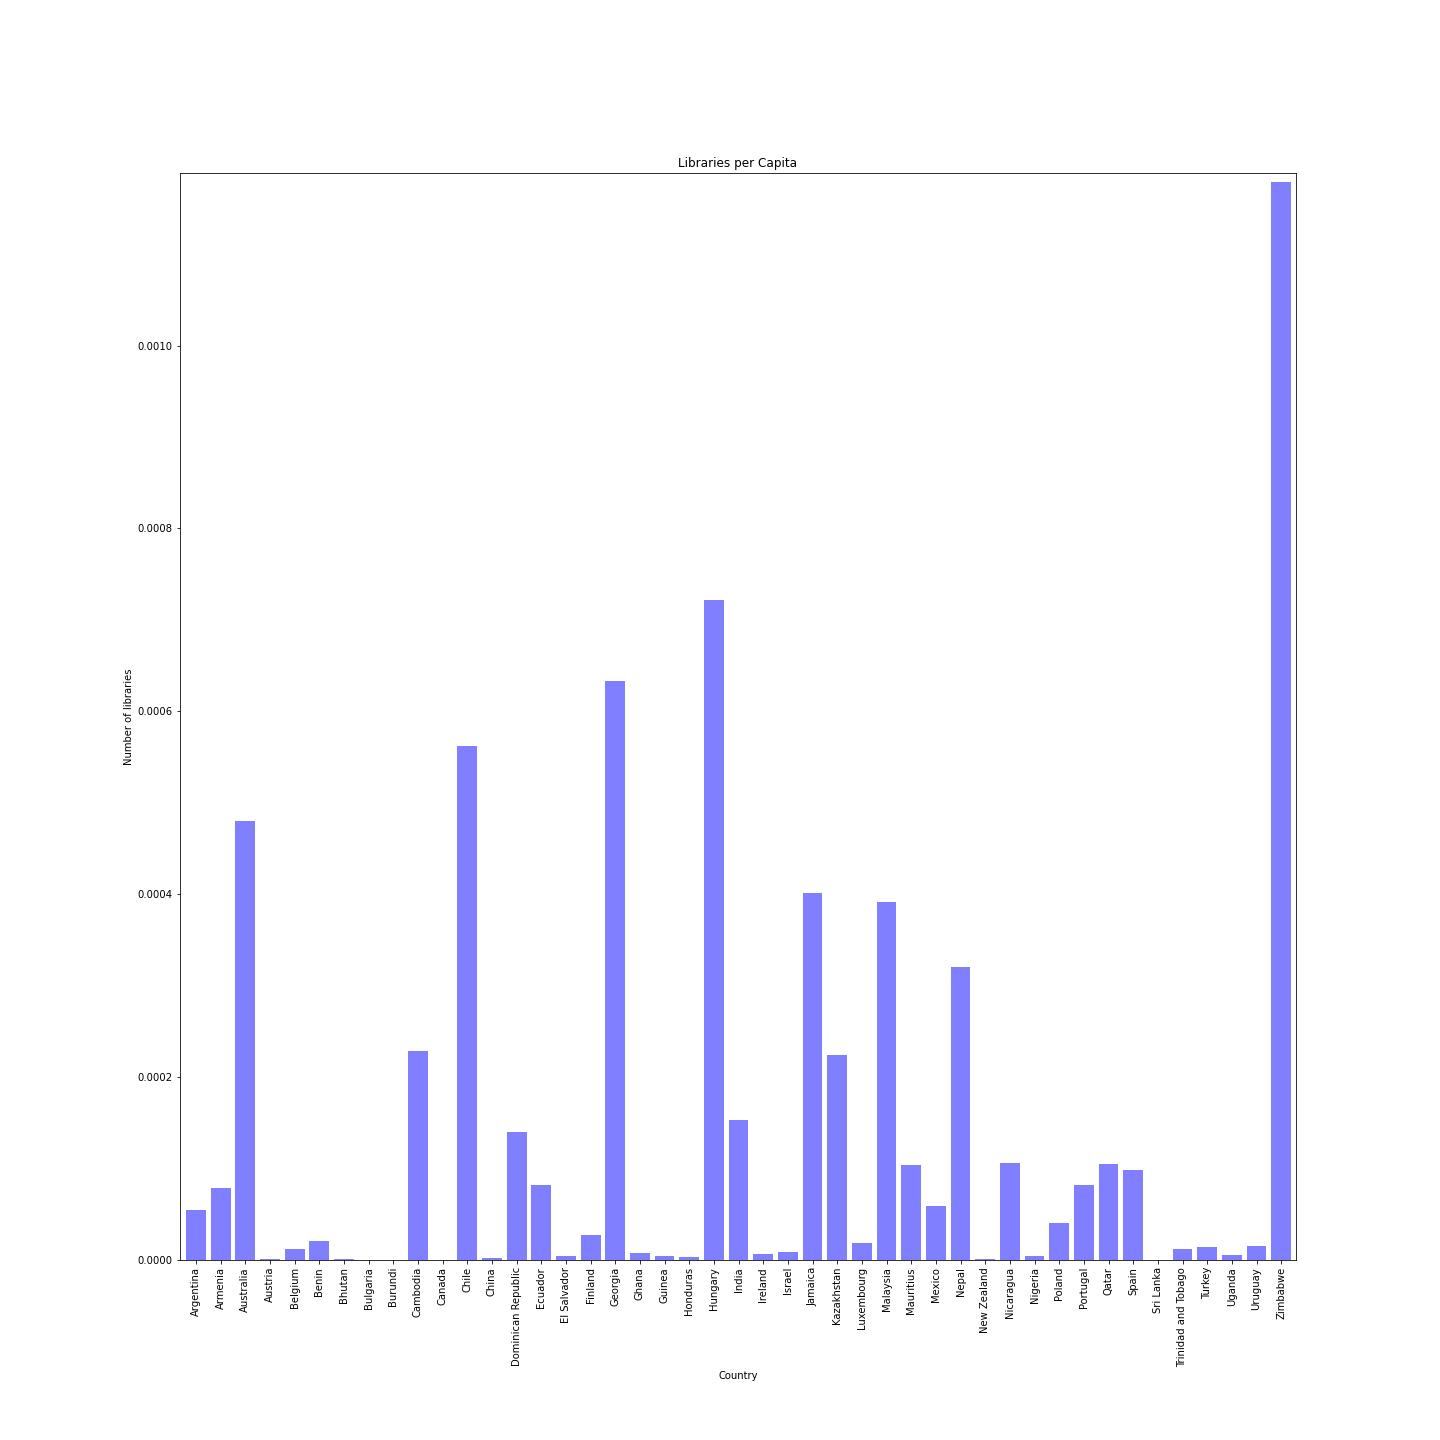 Libraries per Capita
0.0010
0.0008
0.0006
0.0004
0.0002
0.0000
Number of libraries
Argentina
Armenia
Australia
Austria
Belgium
Benin
Bhutan
Bulgaria
Burundi
Cambodia
Canada
Chile
China
Dominican Republic
Ecuador
El Salvador
Finland
Georgia
Ghana
Guinea
Honduras
Hungary
India
Ireland
Israel
Jamaica
Kazakhstan
Luxembourg
Malaysia
Mauritius
Mexico
Nepal
New Zealand
Nicaragua
Nigeria
Poland
Portugal
Qatar
Spain
Sri Lanka
Trinidad and Tobago
Turkey
Uganda
Uruguay
Zimbabwe
Country